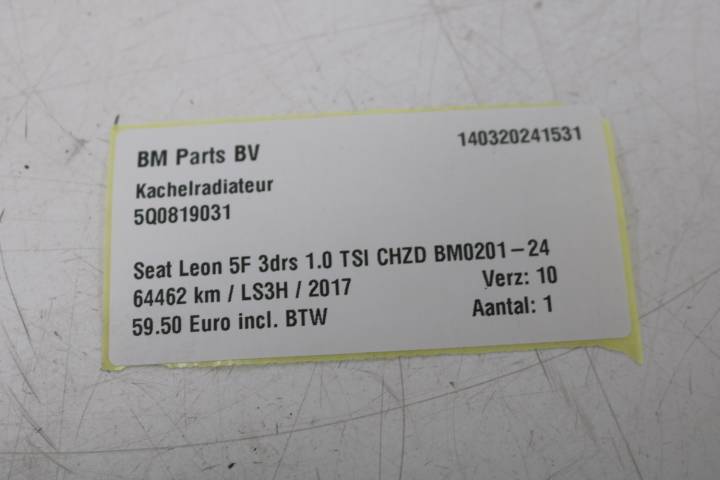 BM Parts BV 140320241531
Kachelradiateur
5Q0819031
Seat Leon 5F 3drs 1.0 TSI CHZD BM0201-24
64462 km / LS3H / 2017 Verz: 10
59.50 Euro incl. BTW Aantal: 1